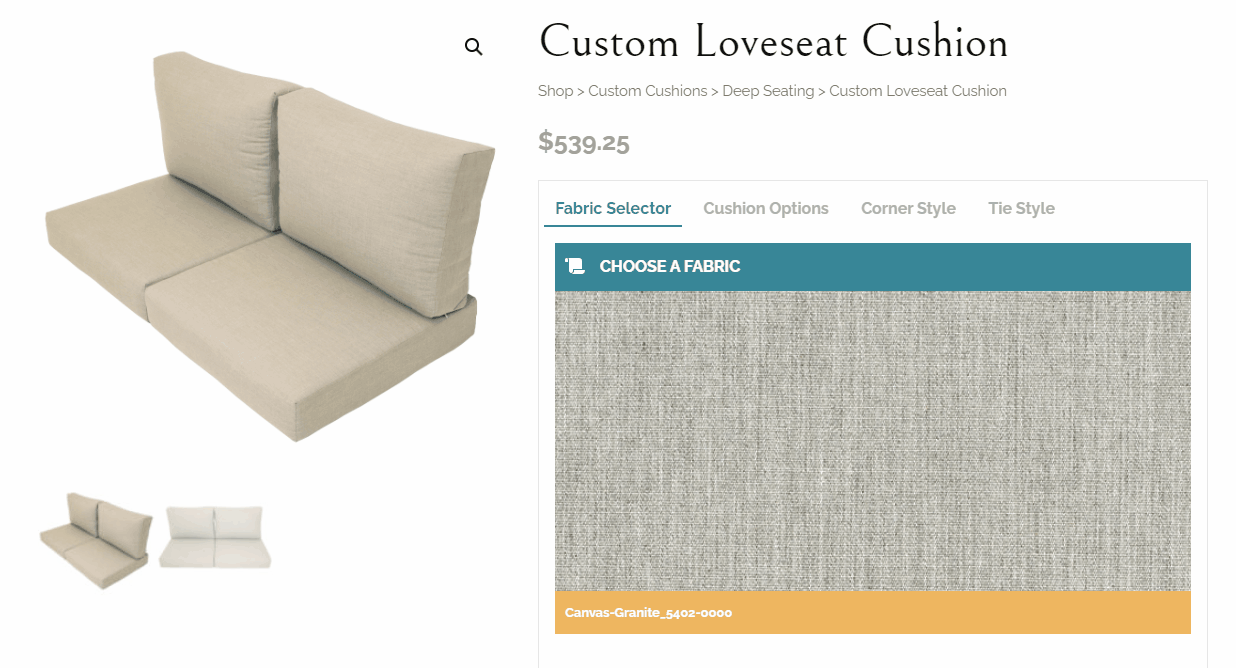 Custom Loveseat Cushion
Shop > Custom Cushions > Deep Seating > Custom Loveseat Cushion
$539.25
Fabric Selector Cushion Options Corner Style Tie Style
CHOOSE A FABRIC
Canvas-Granite_5402-0000